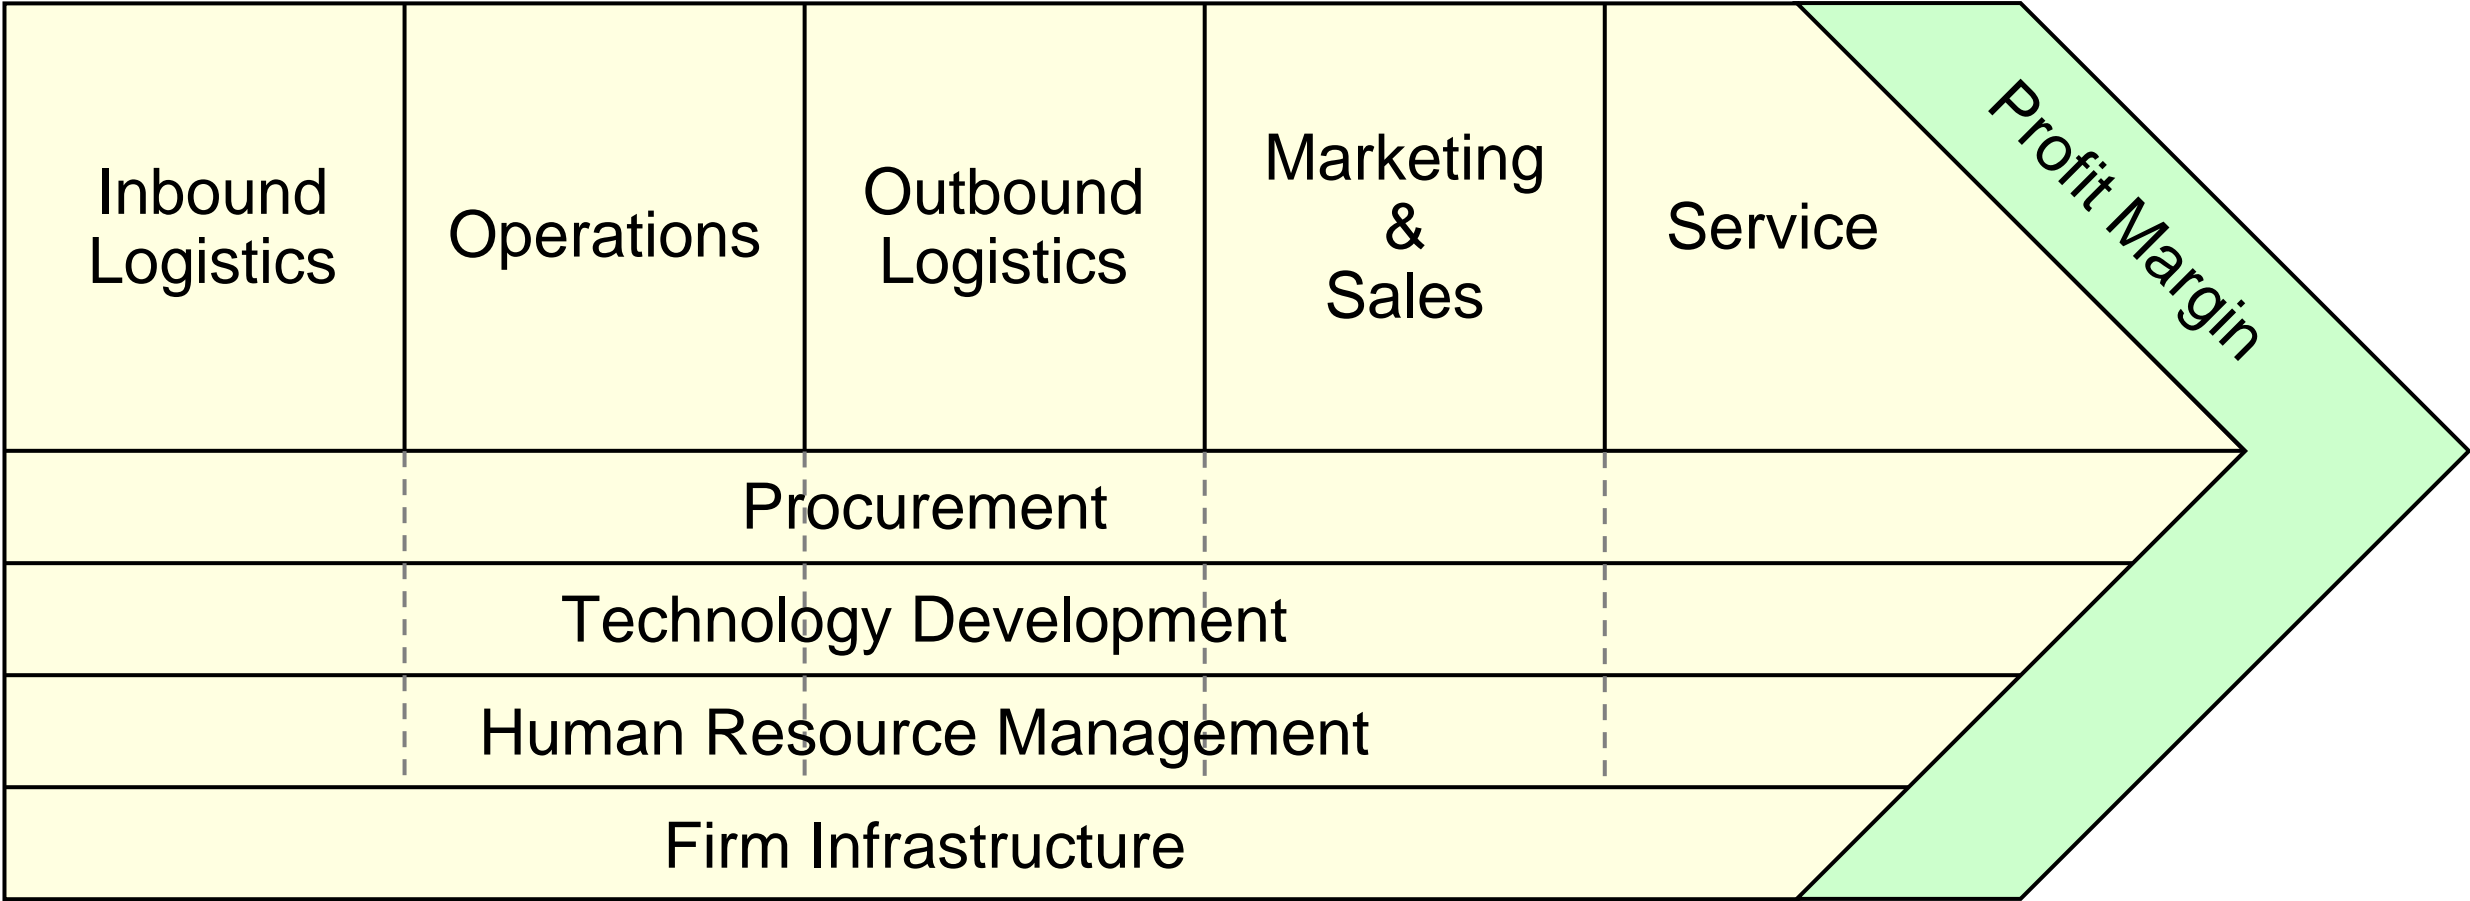 Inbound
Logistics
Operations
Outbound
Logistics
Marketing
&
Sales
Service
Profit Margin
Procurement
Technology Development
Human Resource Management
Firm Infrastructure